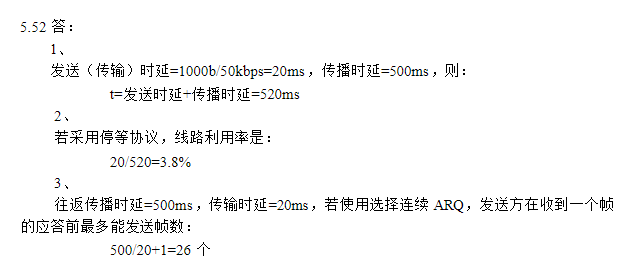 5.52 答：
1、
发送（传输）时延=1000b/50kbps=20ms，传播时延=500ms，则：
t=发送时延+传播时延=520ms
2、
若采用停等协议，线路利用率是：
20/520=3.8%
3、
往返传播时延=500ms，传输时延=20ms，若使用选择连续 ARQ，发送方在收到一个帧
的应答前最多能发送帧数：
500/20+1=26 个